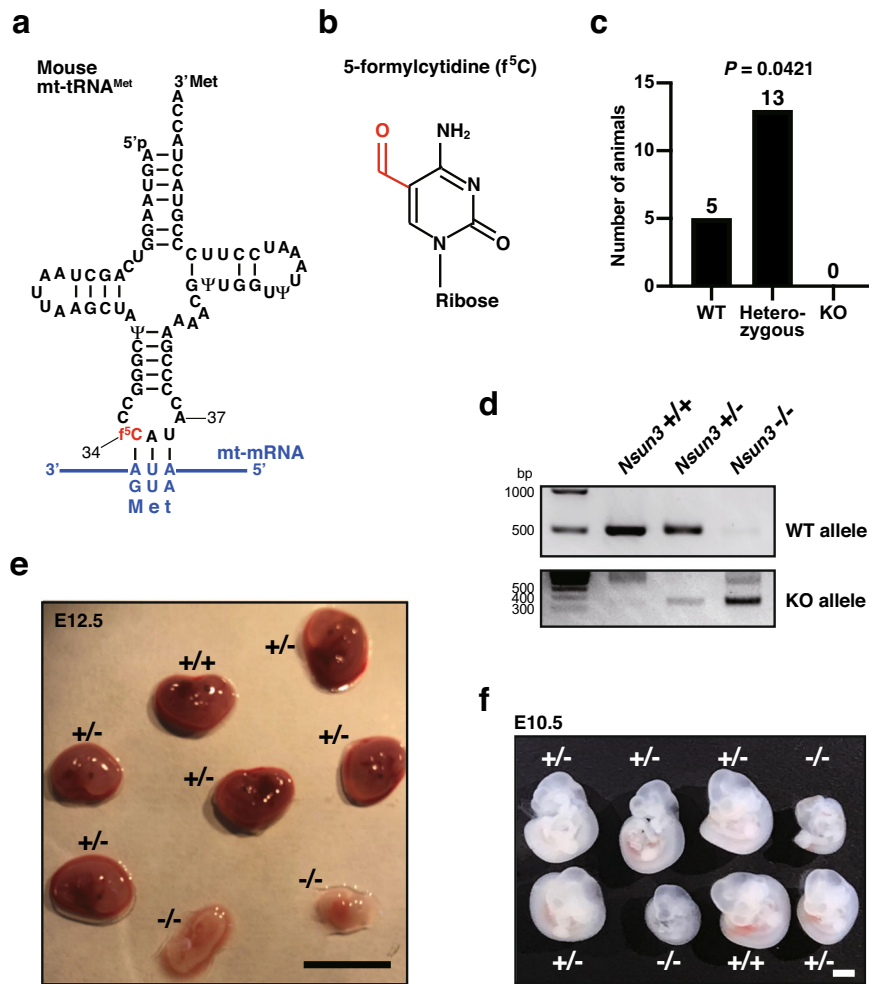 a
Mouse
mt-tRNAMet
3’Met
A
C
C
A
U
C
A
U
G
C
C
5’p
A
G
U
A
A
G
G
U
C
A
G
C
U
A
A
U
U
A
A
G
C
U
A
C U U C C U A A A U
Ψ U G G U Ψ
G
C
A
A
A
Ψ
C
G
G
G
C
C
A
G
C
C
C
A
37
34
f⁵C A U
mt-mRNA
3’ A U A 5’
G U A
Met
b
5-formylcytidine (f⁵C)
O
NH₂
N
N
O
Ribose
c
P = 0.0421
Number of animals
15
10
5
0
5
13
0
WT
Hetero-
zygous
KO
d
Nsun3 +/+
Nsun3 +/-
Nsun3 -/-
bp
1000
500
WT allele
500
400
300
KO allele
e
E12.5
+/-
+/+
+/-
+/-
+/-
+/-
-/-
-/-
f
E10.5
+/- +/- +/- -/-
+/- -/- +/+ +/-